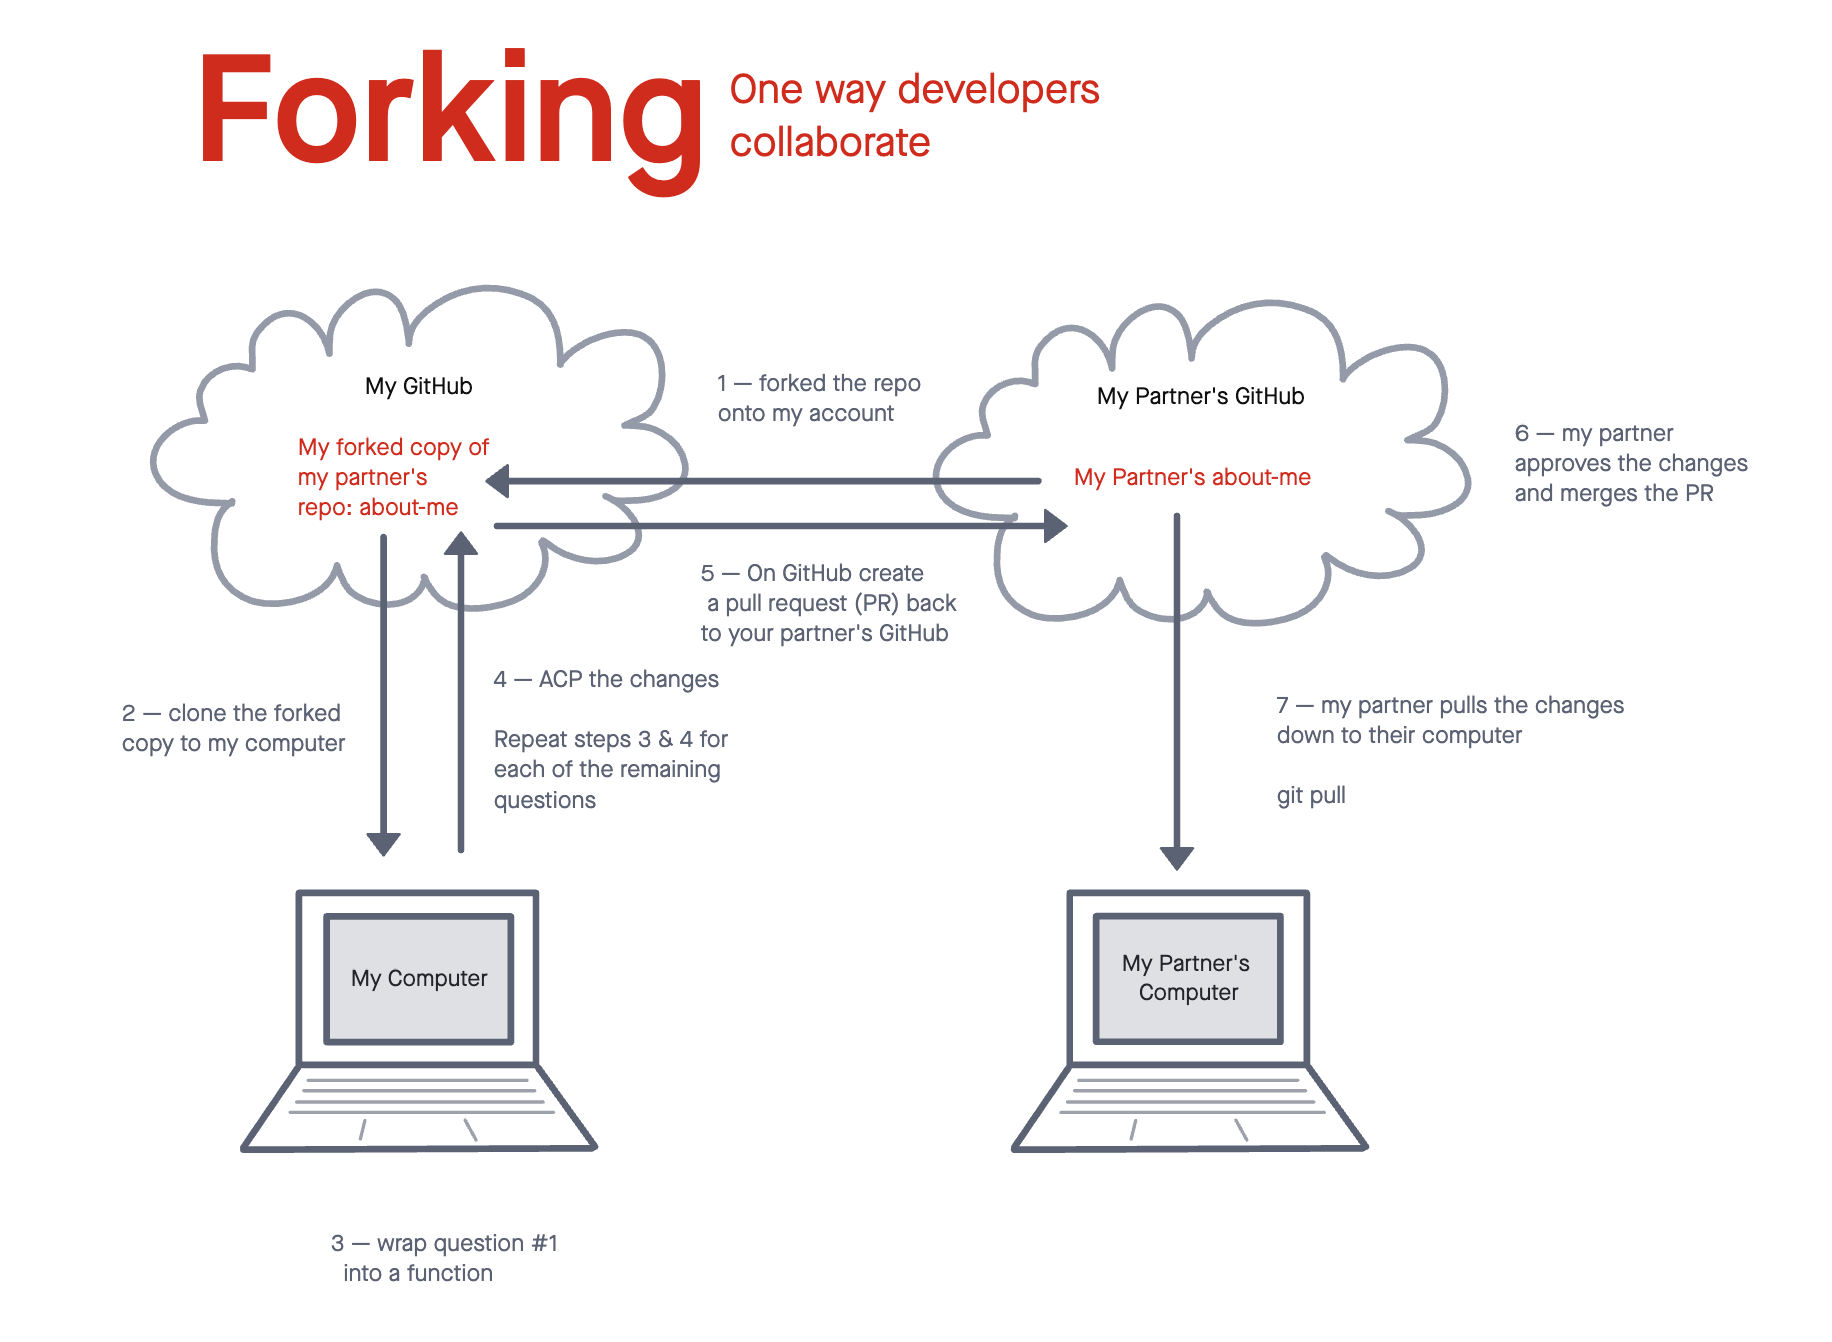 Forking
One way developers
collaborate
My GitHub
My forked copy of
my partner's
repo: about-me
1 — forked the repo
onto my account
My Partner's GitHub
My Partner's about-me
6 — my partner
approves the changes
and merges the PR
5 — On GitHub create
a pull request (PR) back
to your partner's GitHub
2 — clone the forked
copy to my computer
4 — ACP the changes
Repeat steps 3 & 4 for
each of the remaining
questions
7 — my partner pulls the changes
down to their computer
git pull
My Computer
My Partner's
Computer
3 — wrap question #1
into a function